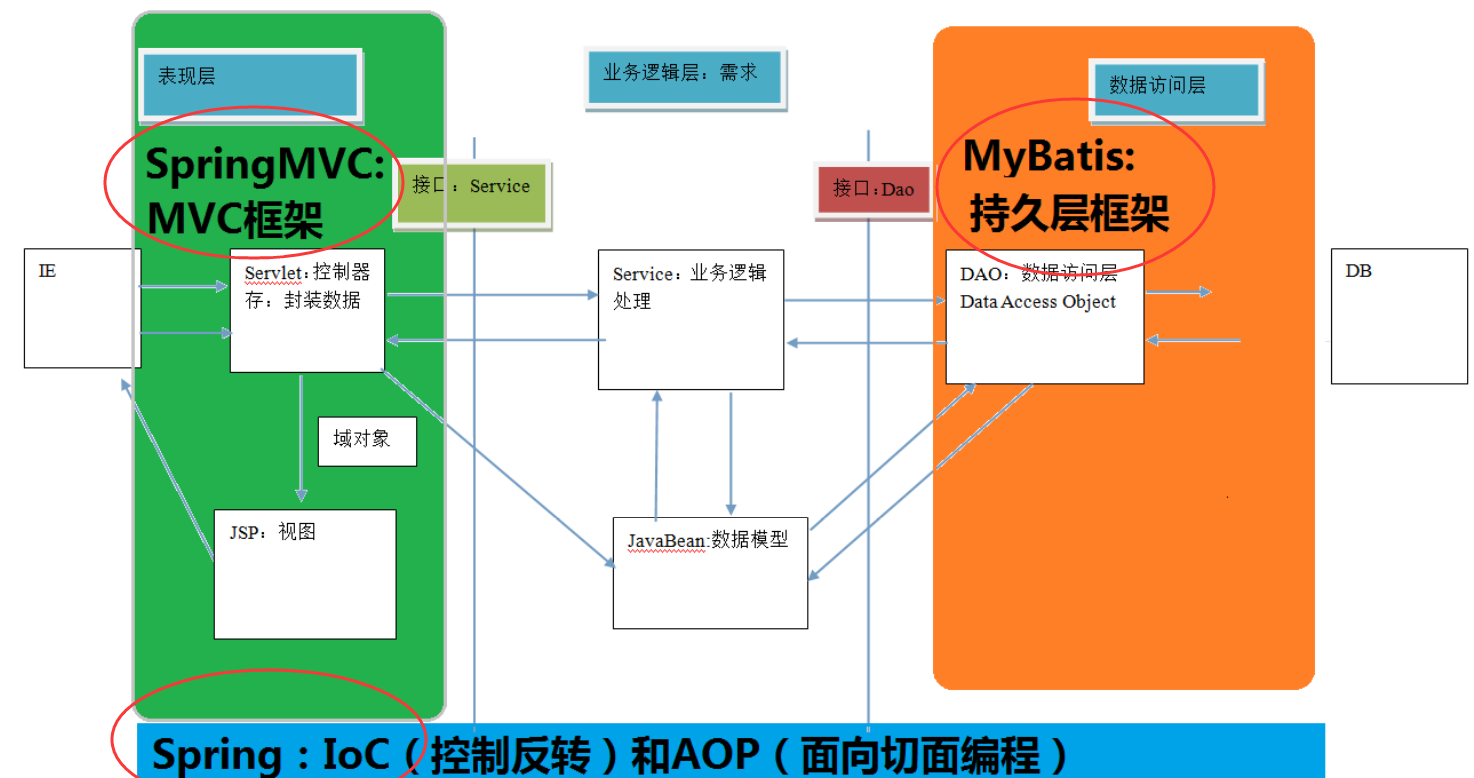 表现层
业务逻辑层：需求
数据访问层
SpringMVC:
MVC框架
接口：Service
接口:Dao
MyBatis:
持久层框架
IE
Servlet:控制器
存：封装数据
Service：业务逻辑
处理
DAO：数据访问层
Data Access Object
DB
域对象
JSP：视图
JavaBean:数据模型
Spring：IoC（控制反转）和AOP（面向切面编程）